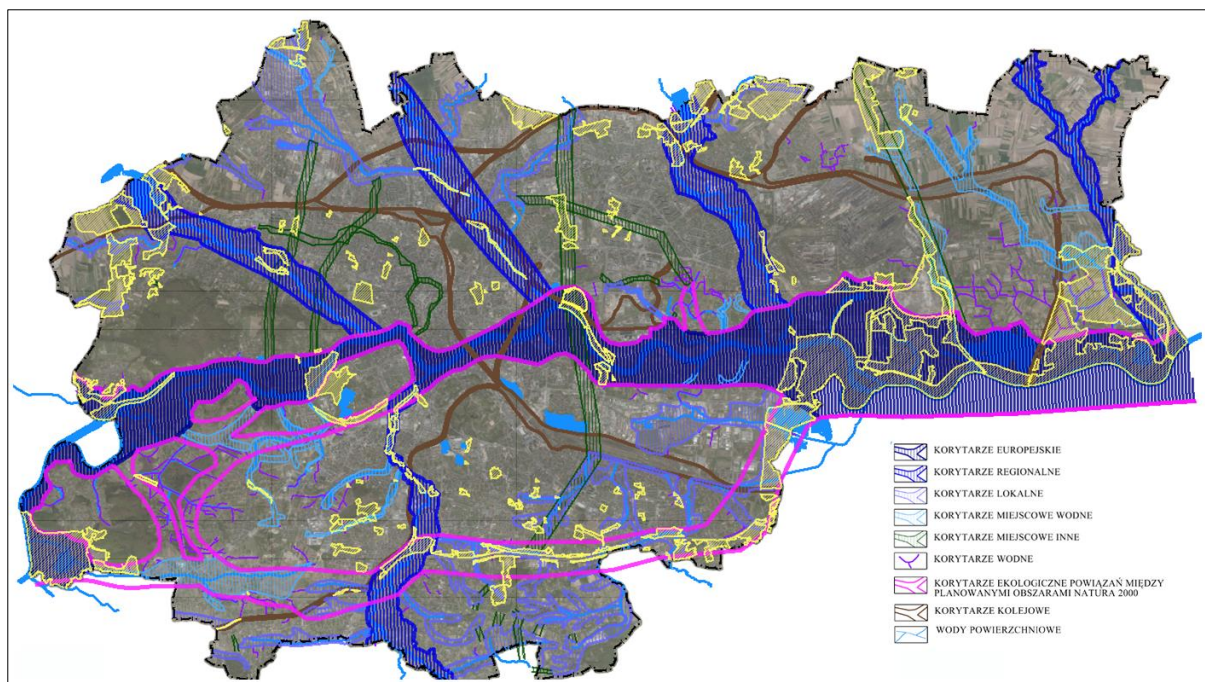 KORYTARZE EUROPEJSKIE
KORYTARZE REGIONALNE
KORYTARZE LOKALNE
KORYTARZE MIEJSCOWE WODNE
KORYTARZE MIEJSCOWE INNE
KORYTARZE WODNE
KORYTARZE EKOLOGICZNE POWIĄZAŃ MIĘDZY
PLANOWANYMI OBSZARAMI NATURA 2000
KORYTARZE KOLEJOWE
WODY POWIERZCHNIOWE